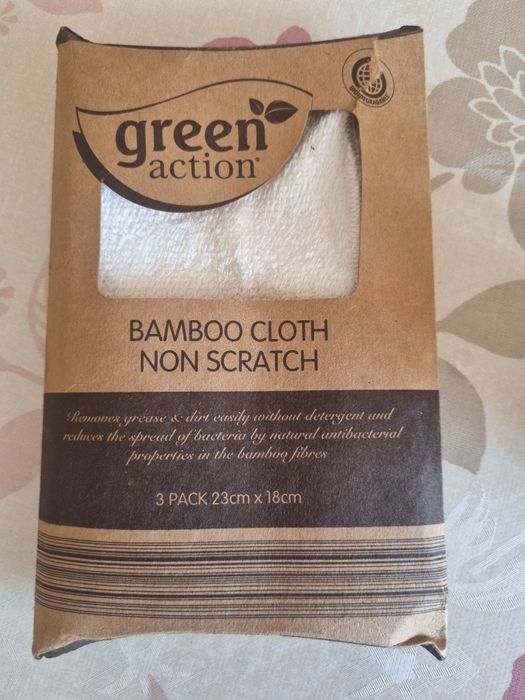 green
action®
BIODEGRADABLE
BAMBOO CLOTH
NON SCRATCH
Removes grease & dirt easily without detergent and
reduces the spread of bacteria by natural antibacterial
properties in the bamboo fibres
3 PACK 23cm x 18cm